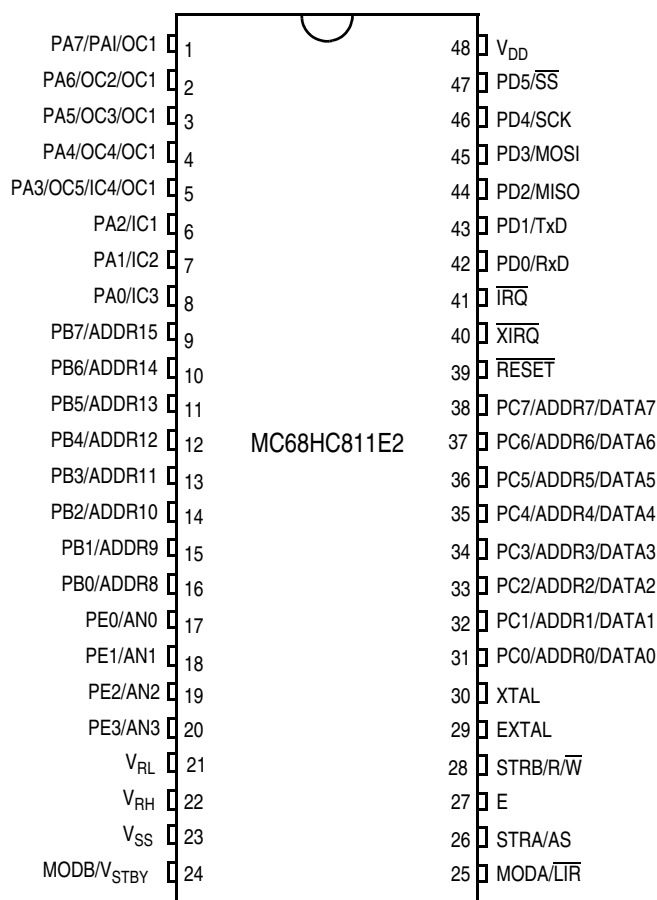 PA7/PAI/OC1 1
PA6/OC2/OC1 2
PA5/OC3/OC1 3
PA4/OC4/OC1 4
PA3/OC5/IC4/OC1 5
PA2/IC1 6
PA1/IC2 7
PA0/IC3 8
PB7/ADDR15 9
PB6/ADDR14 10
PB5/ADDR13 11
PB4/ADDR12 12
PB3/ADDR11 13
PB2/ADDR10 14
PB1/ADDR9 15
PB0/ADDR8 16
PE0/AN0 17
PE1/AN1 18
PE2/AN2 19
PE3/AN3 20
VRL 21
VRH 22
VSS 23
MODB/VSTBY 24
MC68HC811E2
48 VDD
47 PD5/S̅S̅
46 PD4/SCK
45 PD3/MOSI
44 PD2/MISO
43 PD1/TxD
42 PD0/RxD
41 I̅R̅Q̅
40 X̅I̅R̅Q̅
39 R̅E̅S̅E̅T̅
38 PC7/ADDR7/DATA7
37 PC6/ADDR6/DATA6
36 PC5/ADDR5/DATA5
35 PC4/ADDR4/DATA4
34 PC3/ADDR3/DATA3
33 PC2/ADDR2/DATA2
32 PC1/ADDR1/DATA1
31 PC0/ADDR0/DATA0
30 XTAL
29 EXTAL
28 STRB/R/W̅
27 E
26 STRA/AS
25 MODA/L̅I̅R̅